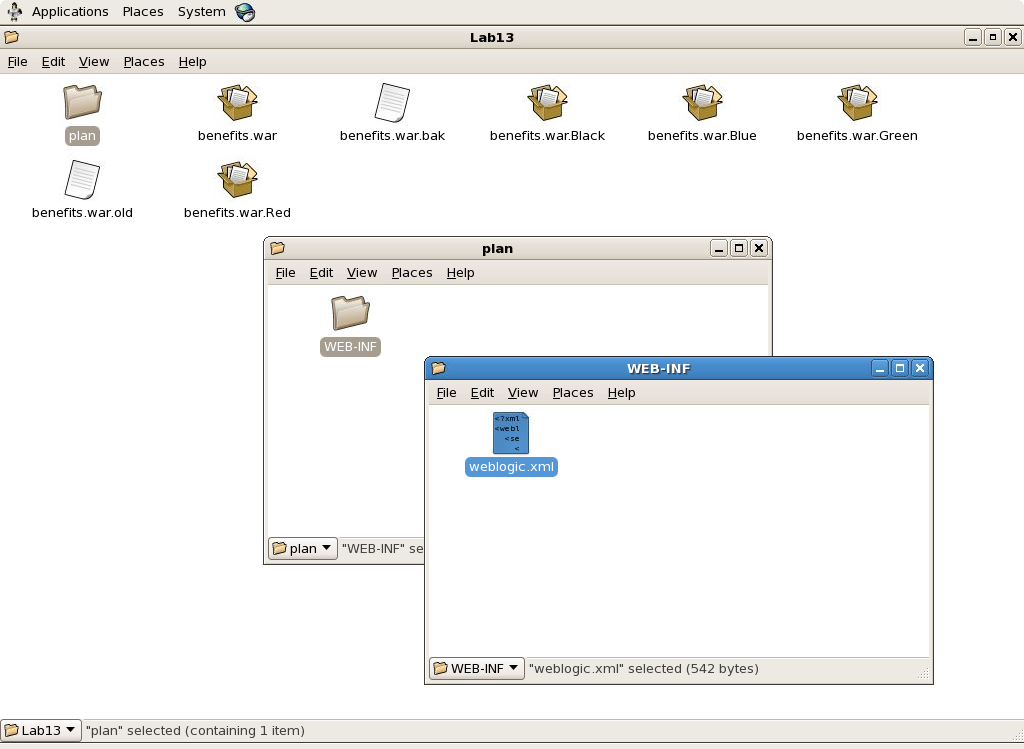 Applications Places System
Lab13
File Edit View Places Help
plan benefits.war benefits.war.bak benefits.war.Black benefits.war.Blue benefits.war.Green
benefits.war.old benefits.war.Red
plan
File Edit View Places Help
WEB-INF
WEB-INF
File Edit View Places Help
<?xml
<webl
<se
<
weblogic.xml
plan "WEB-INF" se
WEB-INF "weblogic.xml" selected (542 bytes)
Lab13 "plan" selected (containing 1 item)